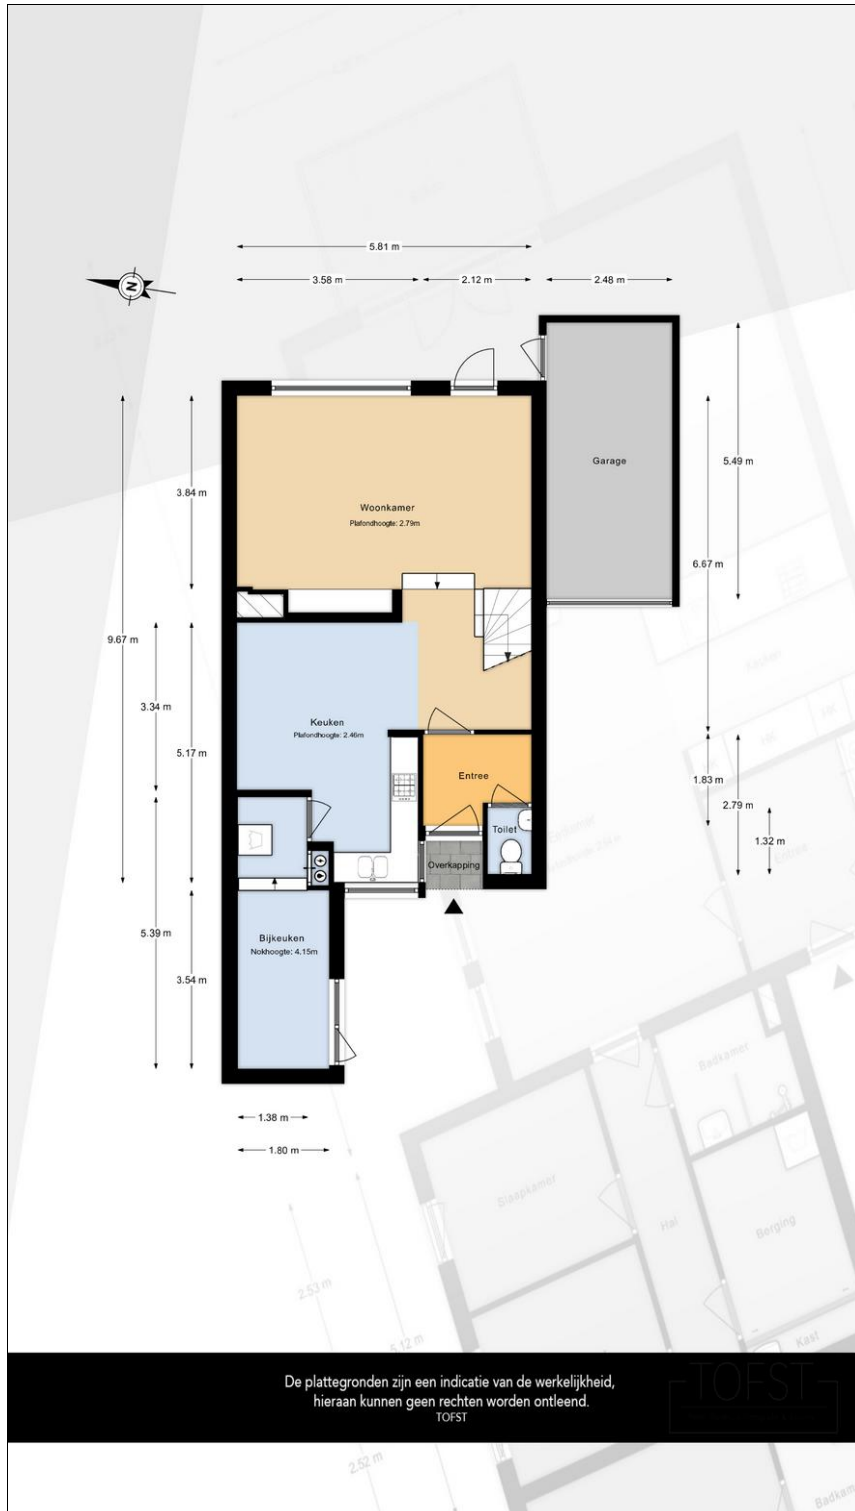 5.81 m
3.58 m
2.12 m
2.48 m
N
3.84 m
Woonkamer
Plafondhoogte: 2.79m
Garage
5.49 m
6.67 m
9.67 m
3.34 m
5.17 m
Keuken
Plafondhoogte: 2.46m
Entree
1.83 m
2.79 m
Toilet
1.32 m
Overkapping
5.39 m
Bijkeuken
Nokhoogte: 4.15m
3.54 m
1.38 m
1.80 m
Keuken
Entree
Badkamer
Slaapkamer
Hal
Berging
2.53 m
5.12 m
Kast
De plattegronden zijn een indicatie van de werkelijkheid,
hieraan kunnen geen rechten worden ontleend.
TOFST
TOFST
2.52 m
Badkam